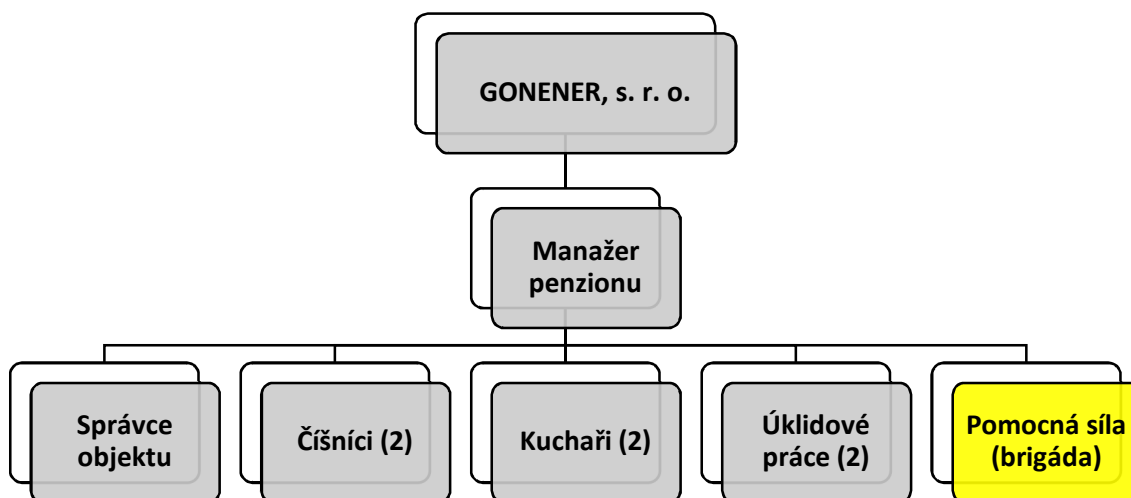 GONENER, s. r. o.
Manažer
penzionu
Správce
objektu
Číšníci (2)
Kuchaři (2)
Úklidové
práce (2)
Pomocná síla
(brigáda)